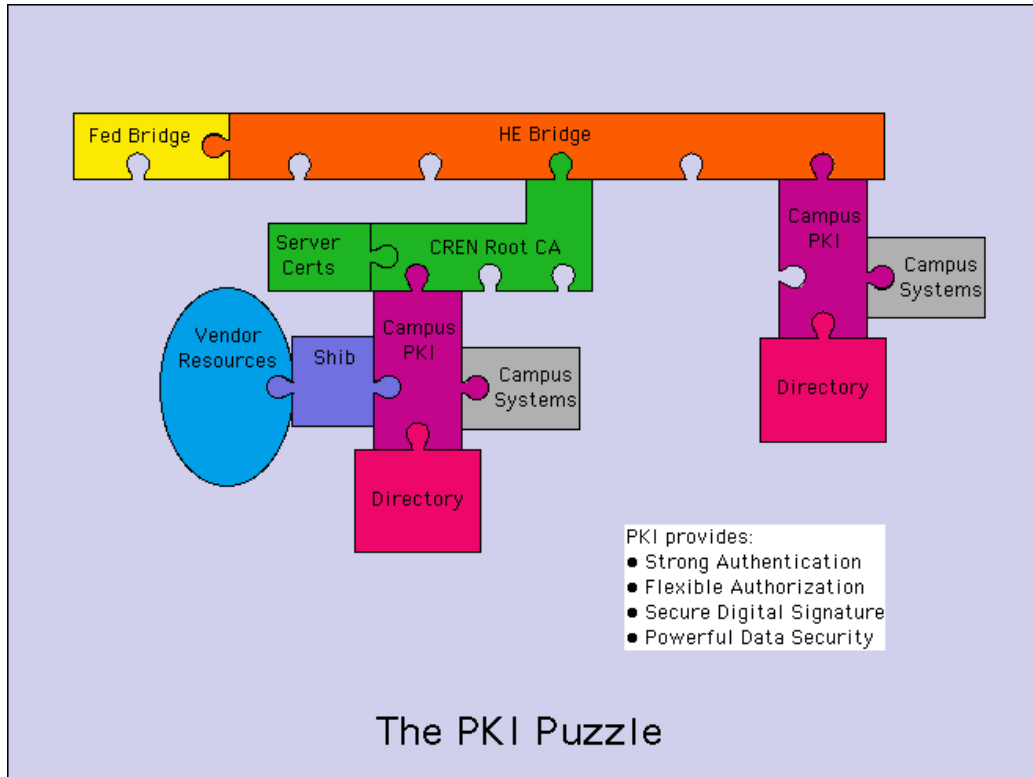 Fed Bridge
HE Bridge
Server
Certs
CREN Root CA
Campus
PKI
Campus
Systems
Vendor
Resources
Shib
Campus
PKI
Campus
Systems
Directory
Directory
PKI provides:
● Strong Authentication
● Flexible Authorization
● Secure Digital Signature
● Powerful Data Security
The PKI Puzzle